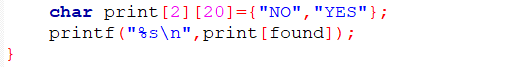 char print[2][20]={"NO","YES"};
printf("%s\n",print[found]);
}